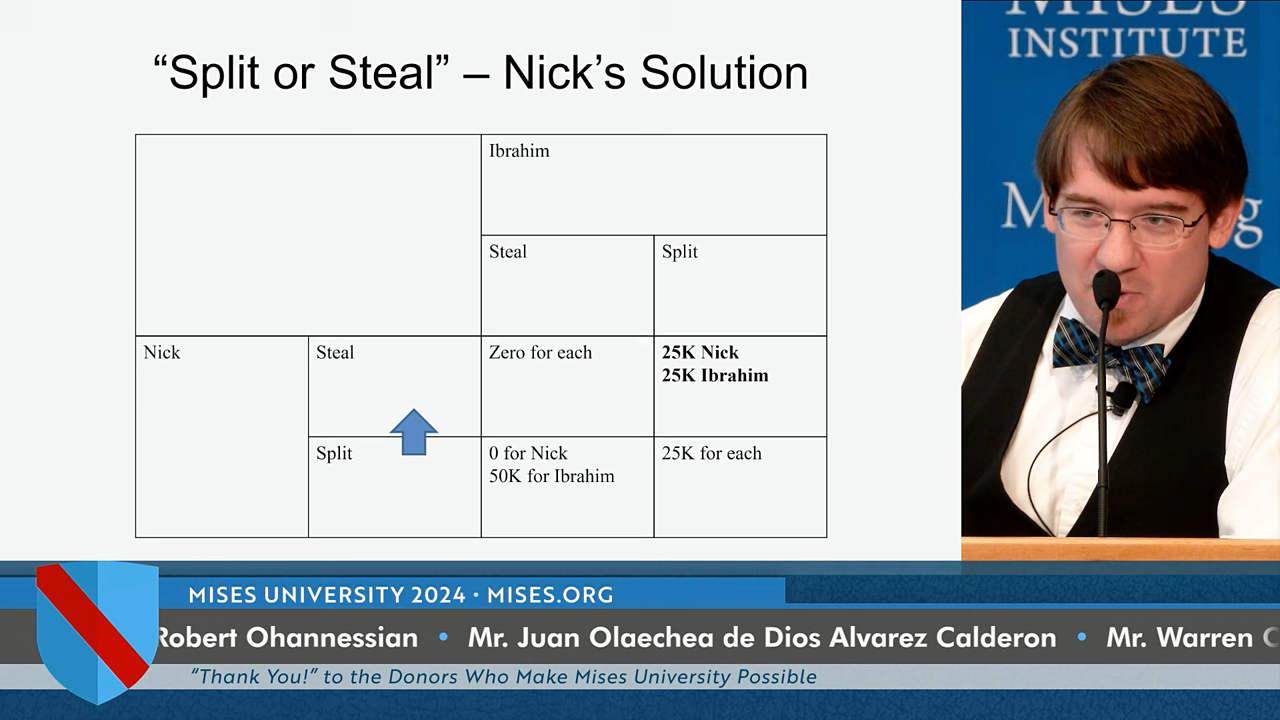 “Split or Steal” – Nick’s Solution
Ibrahim
Steal
Split
Nick
Steal
Zero for each
25K Nick
25K Ibrahim
Split
0 for Nick
50K for Ibrahim
25K for each
INSTITUTE
MISES UNIVERSITY 2024 • MISES.ORG
Robert Ohannessian • Mr. Juan Olaechea de Dios Alvarez Calderon • Mr. Warren
“Thank You!” to the Donors Who Make Mises University Possible